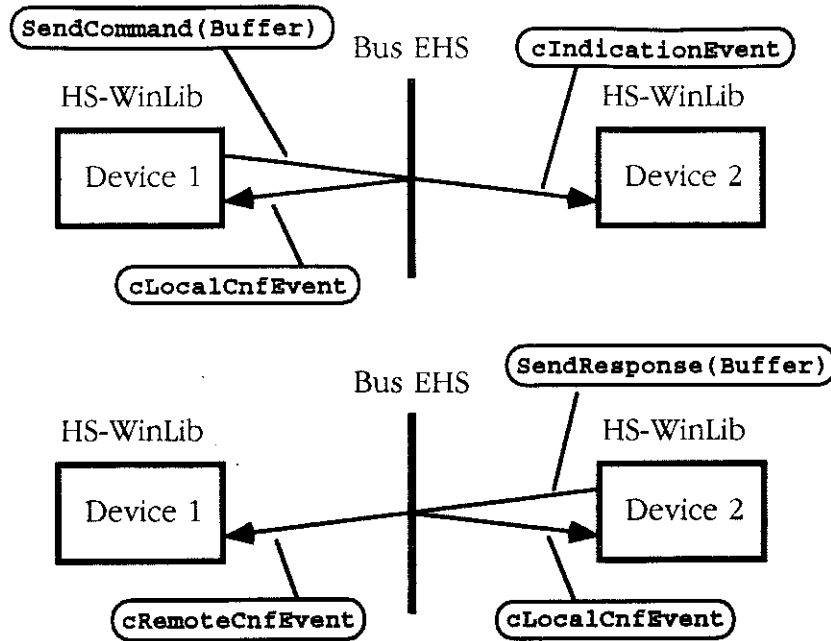 SendCommand(Buffer)
Bus EHS
cIndicationEvent
HS-WinLib
HS-WinLib
Device 1
Device 2
cLocalCnfEvent
SendResponse(Buffer)
Bus EHS
HS-WinLib
HS-WinLib
Device 1
Device 2
cRemoteCnfEvent
cLocalCnfEvent